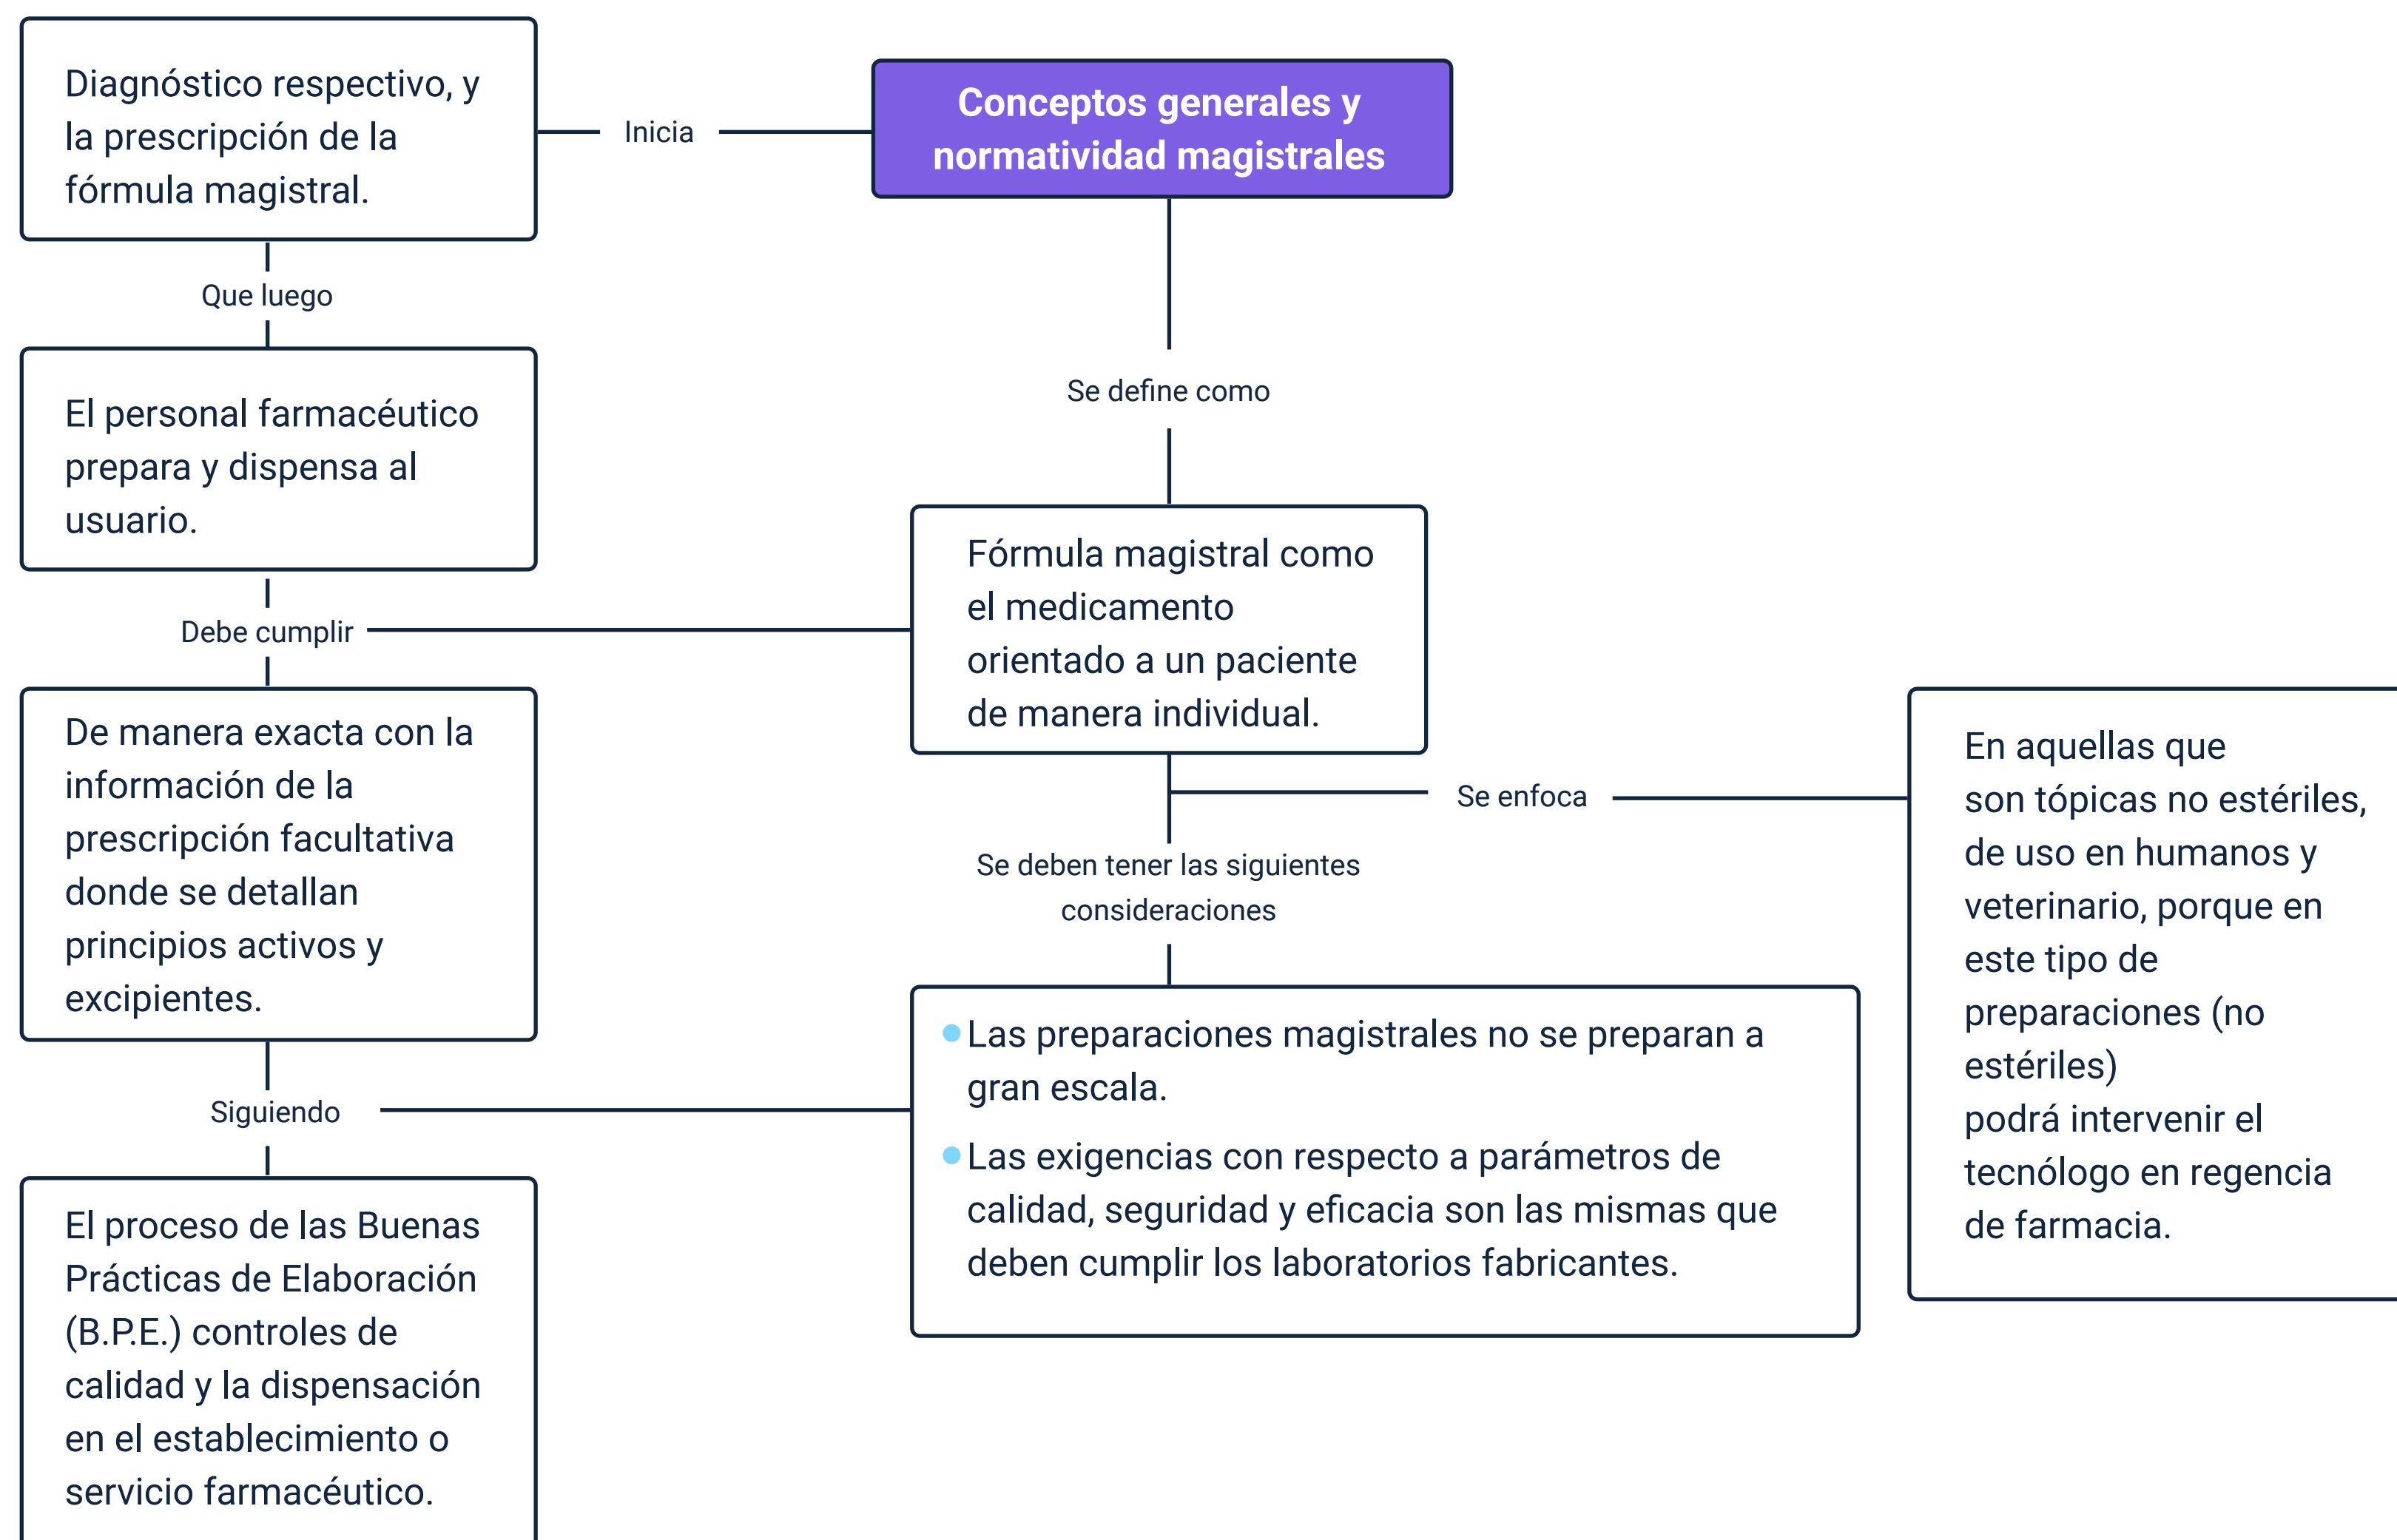 Conceptos generales y
normatividad magistrales
Inicia
Diagnóstico respectivo, y
la prescripción de la
fórmula magistral.
Que luego
El personal farmacéutico
prepara y dispensa al
usuario.
Debe cumplir
De manera exacta con la
información de la
prescripción facultativa
donde se detallan
principios activos y
excipientes.
Siguiendo
El proceso de las Buenas
Prácticas de Elaboración
(B.P.E.) controles de
calidad y la dispensación
en el establecimiento o
servicio farmacéutico.
Se define como
Fórmula magistral como
el medicamento
orientado a un paciente
de manera individual.
Se enfoca
En aquellas que
son tópicas no estériles,
de uso en humanos y
veterinario, porque en
este tipo de
preparaciones (no
estériles)
podrá intervenir el
tecnólogo en regencia
de farmacia.
Se deben tener las siguientes
consideraciones
Las preparaciones magistrales no se preparan a
gran escala.
Las exigencias con respecto a parámetros de
calidad, seguridad y eficacia son las mismas que
deben cumplir los laboratorios fabricantes.